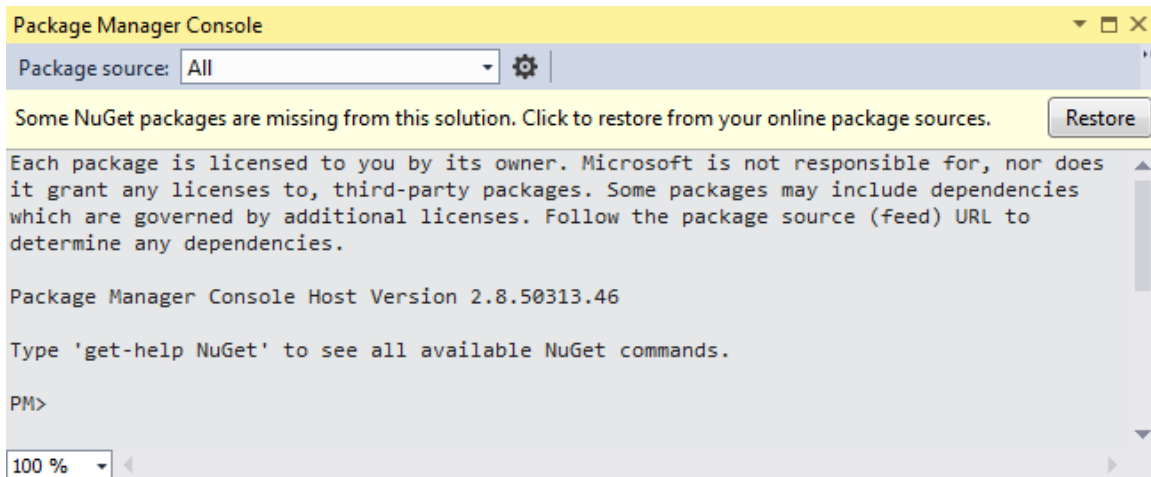 Package Manager Console
Package source: All
Some NuGet packages are missing from this solution. Click to restore from your online package sources. Restore
Each package is licensed to you by its owner. Microsoft is not responsible for, nor does
it grant any licenses to, third-party packages. Some packages may include dependencies
which are governed by additional licenses. Follow the package source (feed) URL to
determine any dependencies.
Package Manager Console Host Version 2.8.50313.46
Type 'get-help NuGet' to see all available NuGet commands.
PM>
100 %